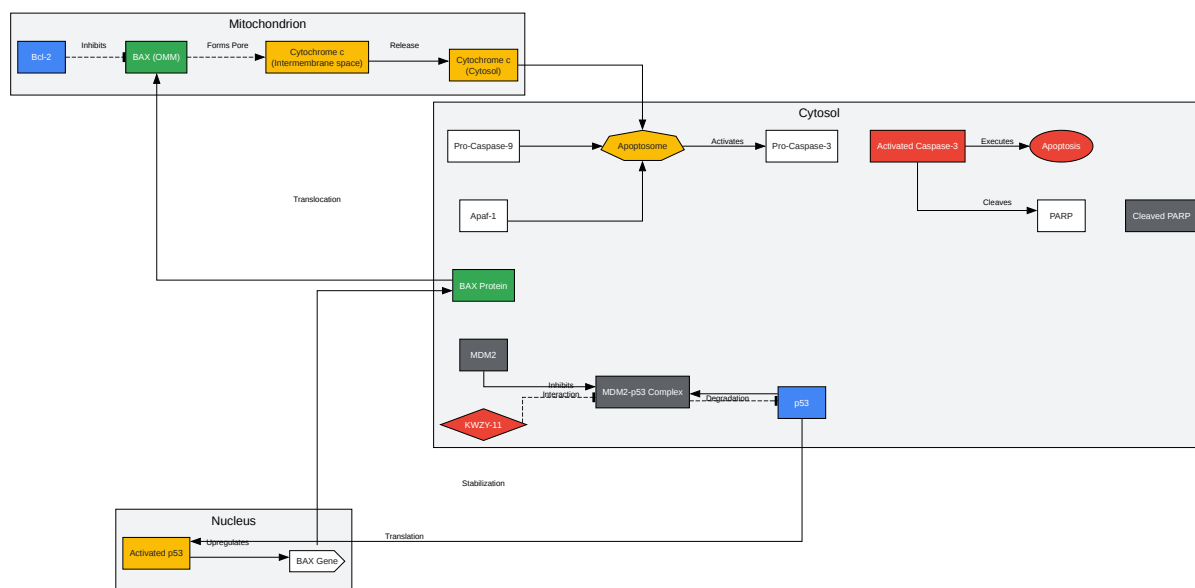 Mitochondrion
Bcl-2
Inhibits
BAX (OMM)
Forms Pore
Cytochrome c
(Intermembrane space)
Release
Cytochrome c
(Cytosol)
Cytosol
Pro-Caspase-9
Apoptosome
Activates
Pro-Caspase-3
Activated Caspase-3
Executes
Apoptosis
Translocation
Apaf-1
Cleaves
PARP
Cleaved PARP
BAX Protein
MDM2
Inhibits
Interaction
MDM2-p53 Complex
Degradation
p53
KWZY-11
Stabilization
Nucleus
Activated p53
Upregulates
BAX Gene
Translation